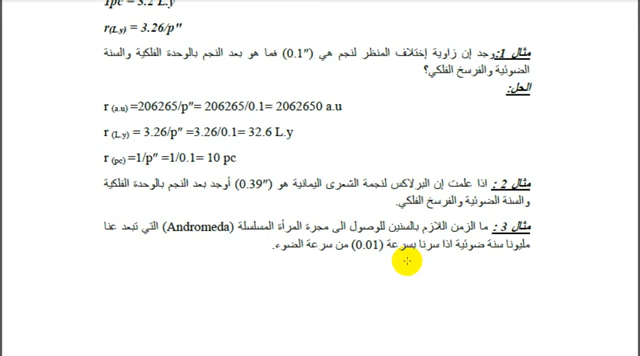 1pc = 3.2 L.y
r(L.y) = 3.26/p"
مثال 1: وجد إن زاوية إختلاف المنظر لنجم هي (0.1") فما هو بعد النجم بالوحدة الفلكية والسنة
الضوئية والفرسخ الفلكي؟
الحل:
r (a.u) =206265/p"= 206265/0.1= 2062650 a.u
r (L.y) = 3.26/p" =3.26/0.1= 32.6 L.y
r (pc) =1/p" =1/0.1= 10 pc
مثال 2 : اذا علمت إن البرلاكس لنجمة الشعرى اليمانية هو (0.39") أوجد بعد النجم بالوحدة الفلكية
والسنة الضوئية والفرسخ الفلكي.
مثال 3 : ما الزمن اللازم بالسنين للوصول الى مجرة المرأة المسلسلة (Andromeda) التي تبعد عنا
مليونا سنة ضوئية اذا سرنا بسرعة (0.01) من سرعة الضوء.